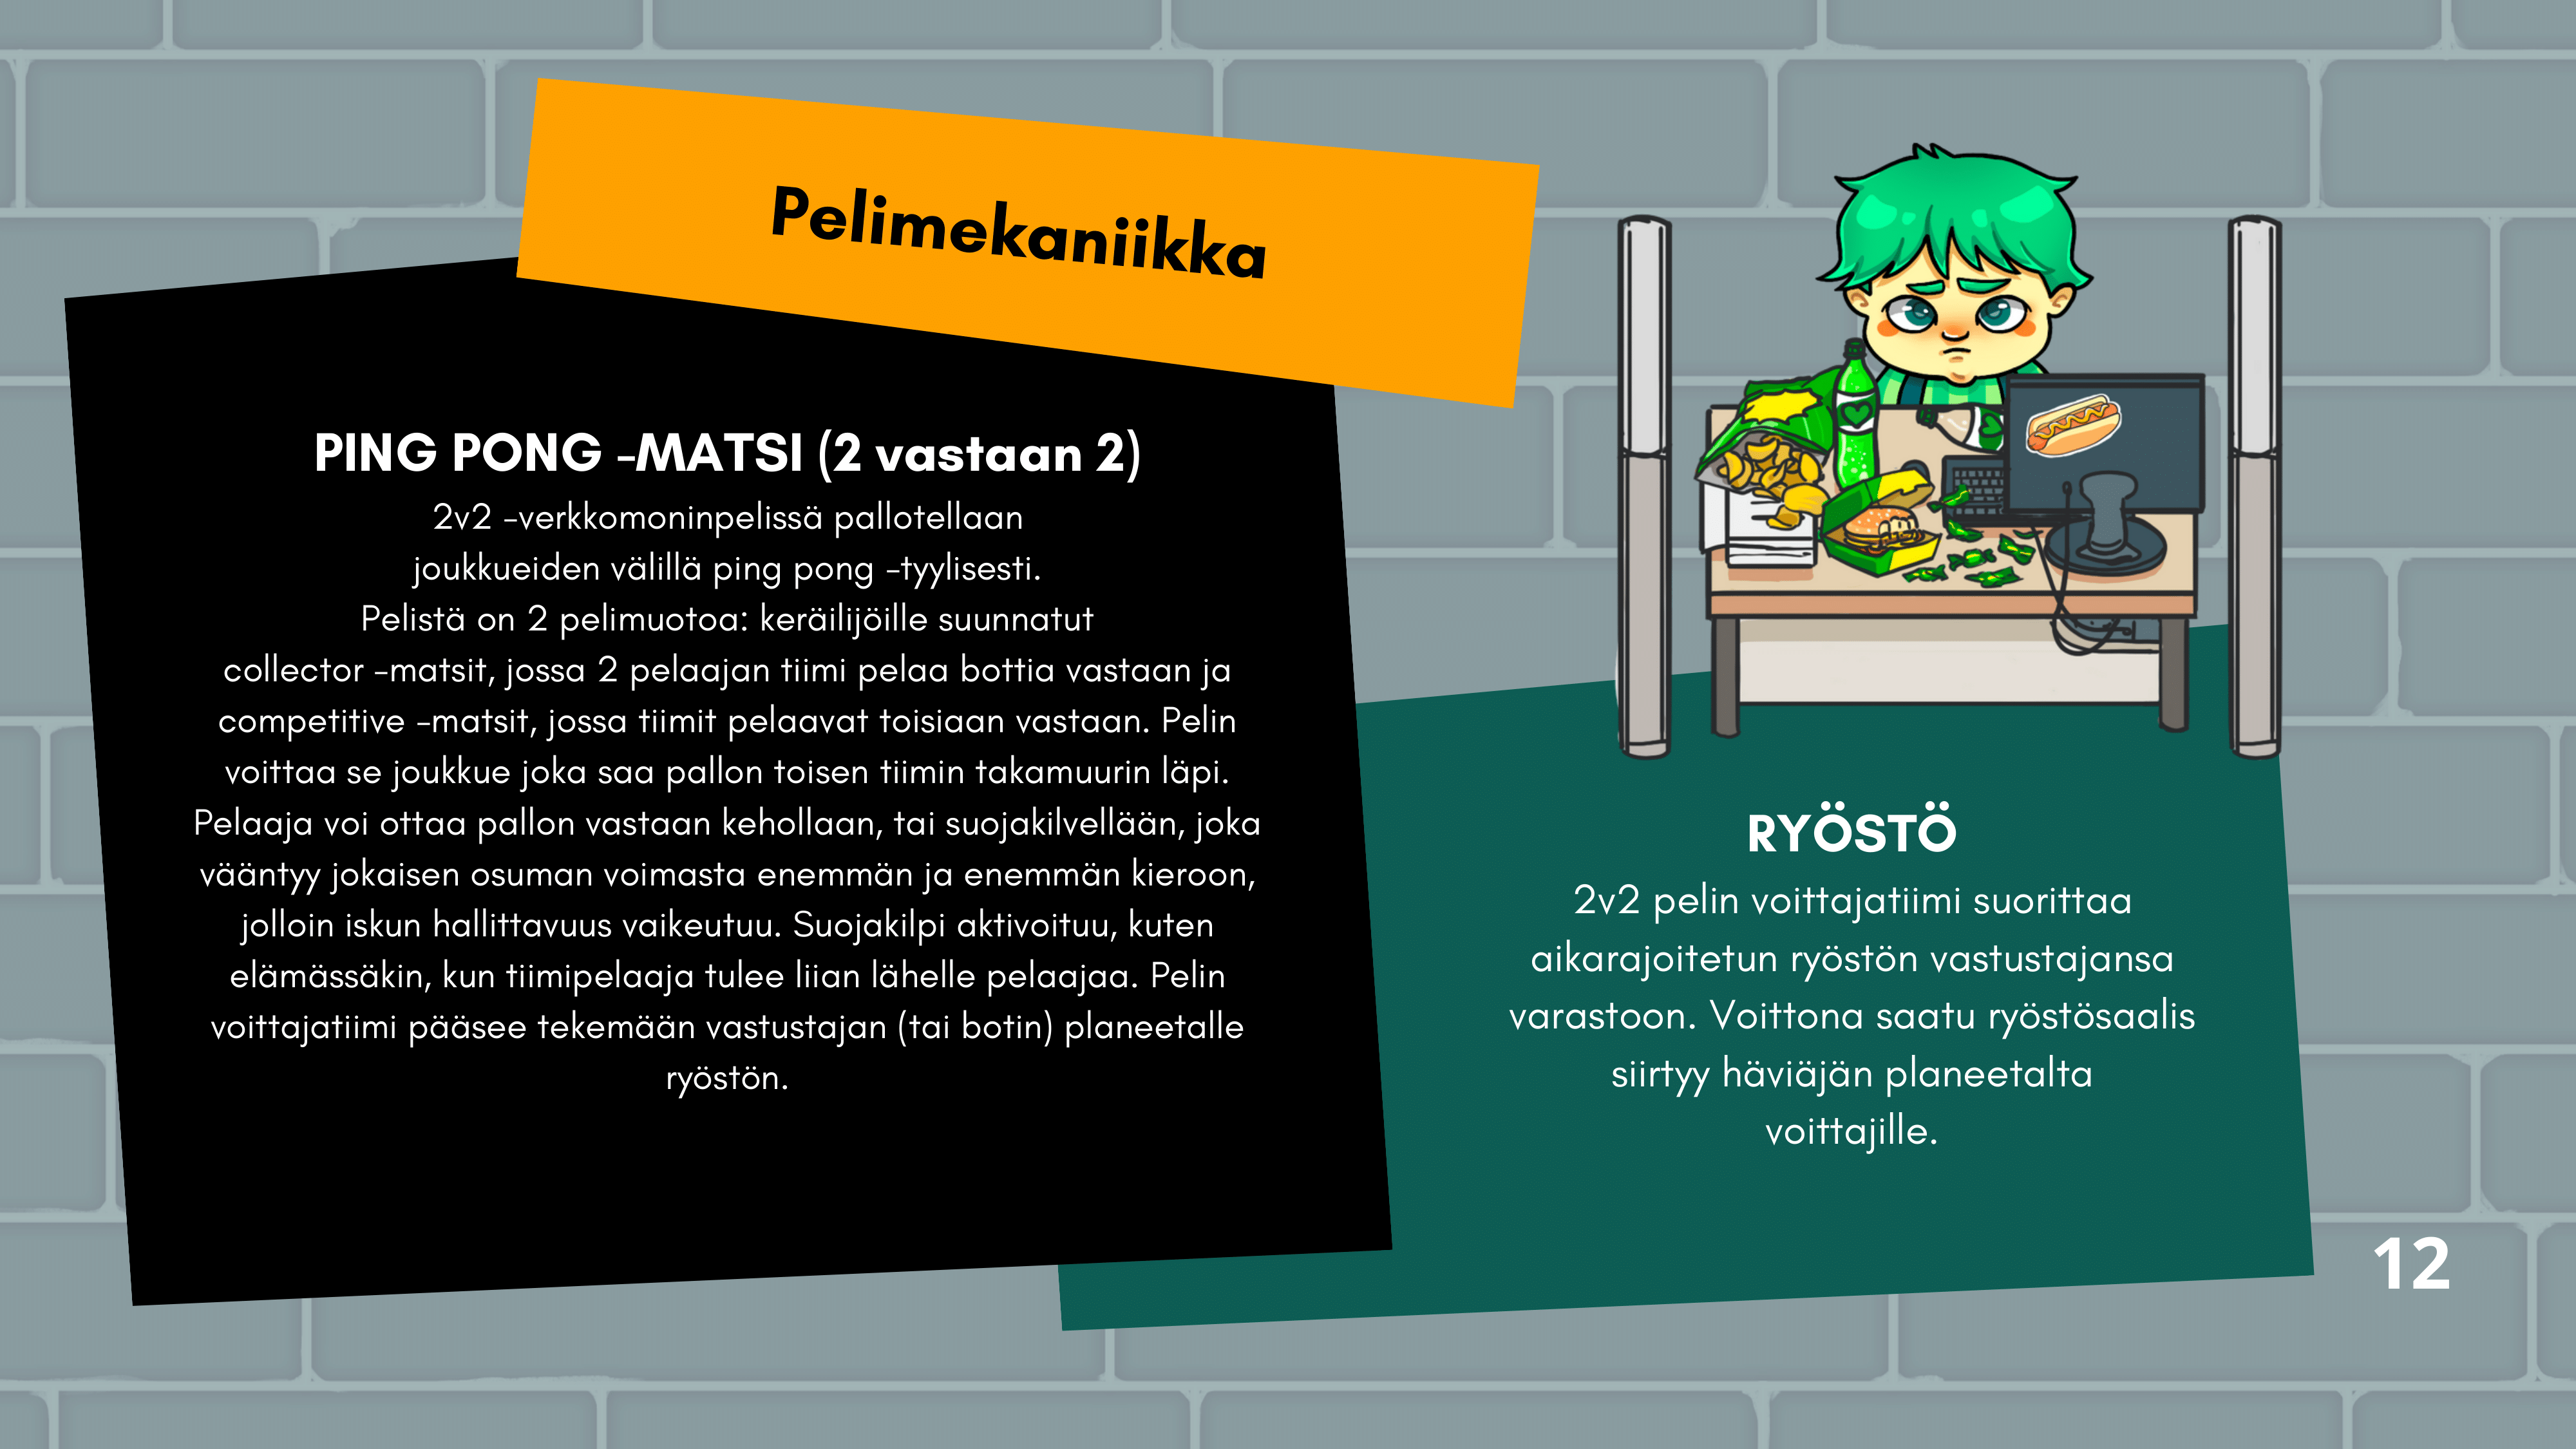 Pelimekaniikka
PING PONG -MATSI (2 vastaan 2)
2v2 -verkkomoninpelissä pallotellaan
joukkueiden välillä ping pong -tyylisesti.
Pelistä on 2 pelimuotoa: keräilijöille suunnatut
collector -matsit, jossa 2 pelaajan tiimi pelaa bottia vastaan ja
competitive -matsit, jossa tiimit pelaavat toisiaan vastaan. Pelin
voittaa se joukkue joka saa pallon toisen tiimin takamuurin läpi.
Pelaaja voi ottaa pallon vastaan kehollaan, tai suojakilvellään, joka
vääntyy jokaisen osuman voimasta enemmän ja enemmän kieroon,
jolloin iskun hallittavuus vaikeutuu. Suojakilpi aktivoituu, kuten
elämässäkin, kun tiimipelaaja tulee liian lähelle pelaajaa. Pelin
voittajatiimi pääsee tekemään vastustajan (tai botin) planeetalle
ryöstön.
RYÖSTÖ
2v2 pelin voittajatiimi suorittaa
aikarajoitetun ryöstön vastustajansa
varastoon. Voittona saatu ryöstösaalis
siirtyy häviäjän planeetalta
voittajille.
12